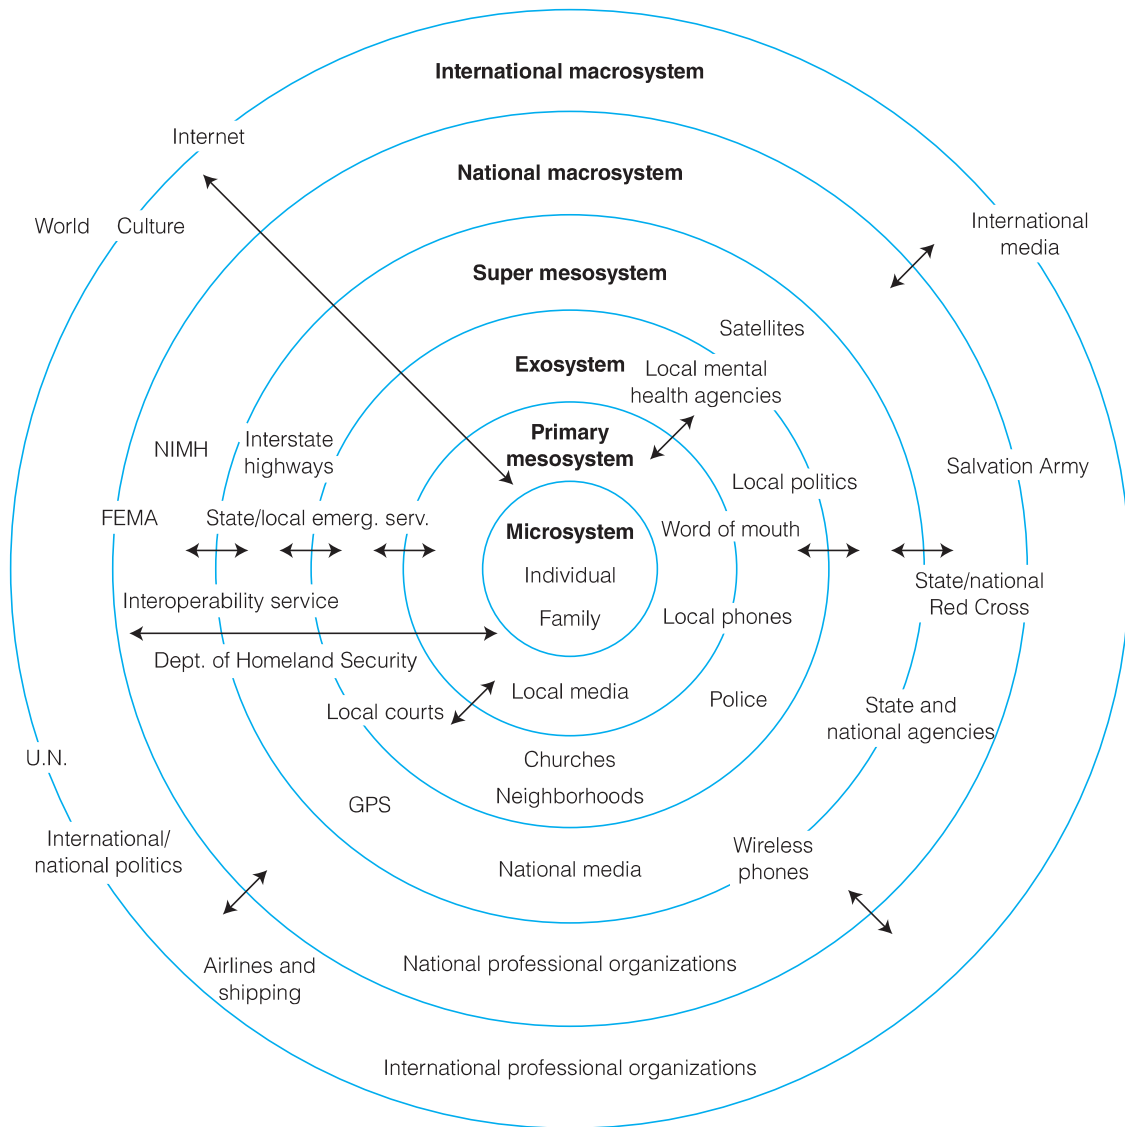 International macrosystem
Internet
National macrosystem
World Culture
International
media
Super mesosystem
Satellites
Exosystem
Local mental
health agencies
Primary
mesosystem
Interstate
highways
NIMH
Salvation Army
Local politics
FEMA
State/local emerg. serv.
Microsystem
Word of mouth
Individual
State/national
Red Cross
Interoperability service
Family
Local phones
Dept. of Homeland Security
Local media
Police
Local courts
State and
national agencies
U.N.
Churches
Neighborhoods
GPS
International/
national politics
Wireless
phones
National media
Airlines and
shipping
National professional organizations
International professional organizations